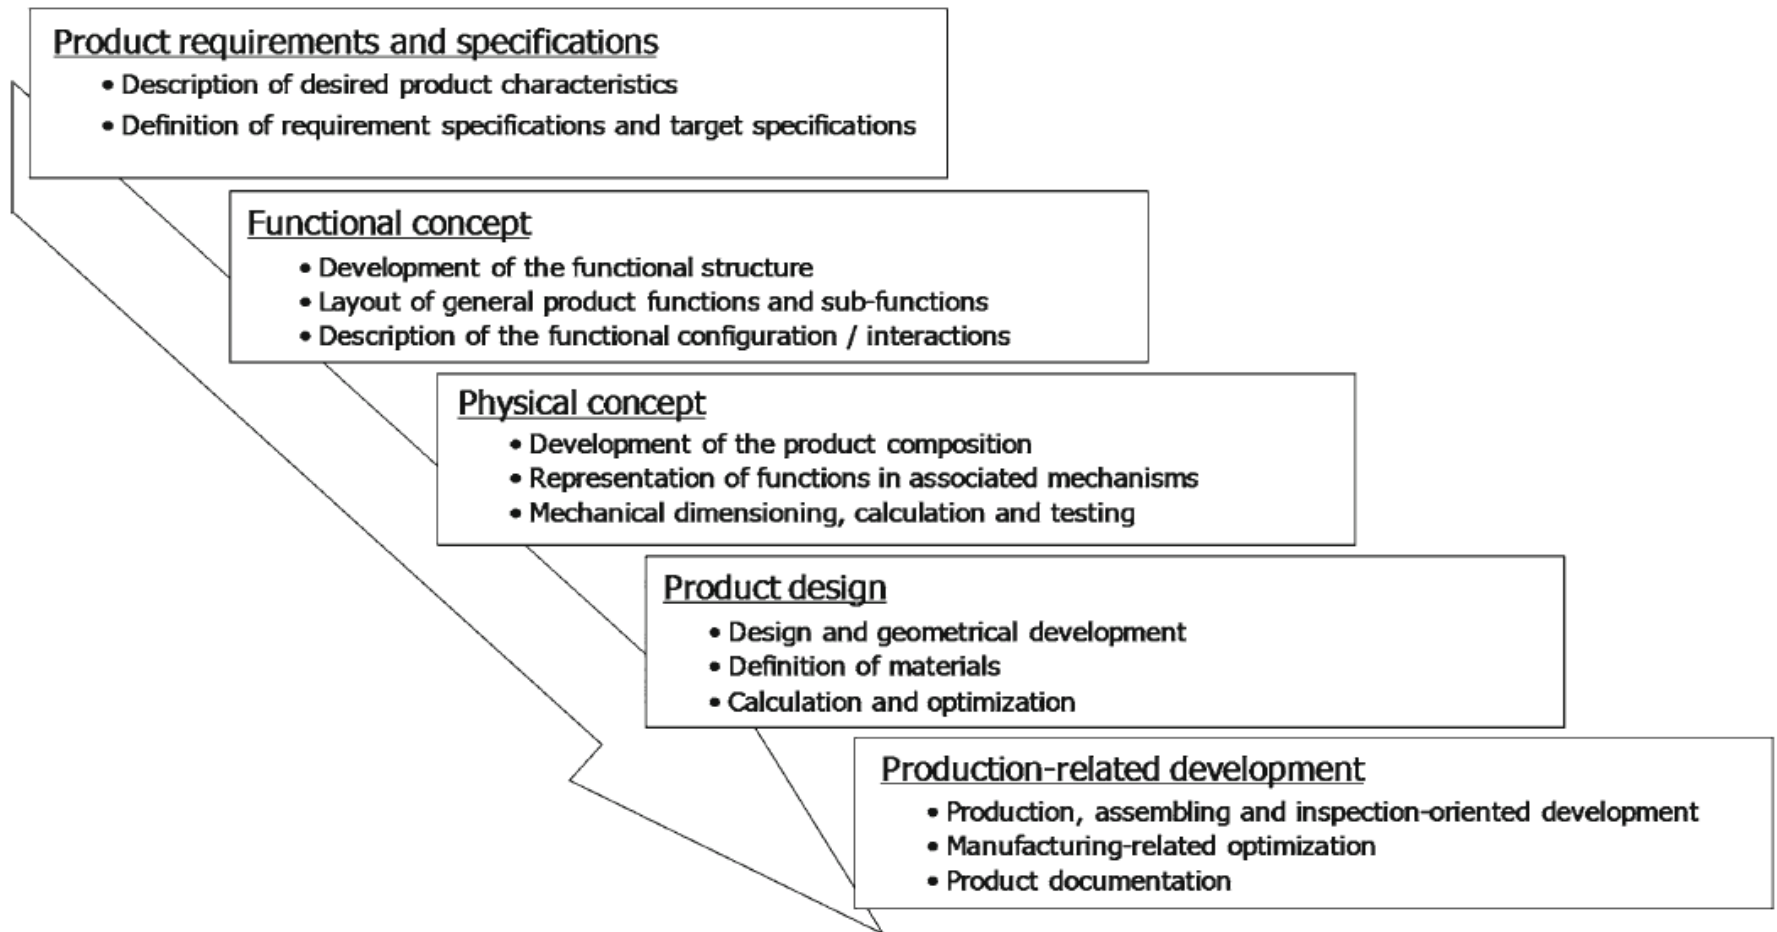 Product requirements and specifications
• Description of desired product characteristics
• Definition of requirement specifications and target specifications
Functional concept
• Development of the functional structure
• Layout of general product functions and sub-functions
• Description of the functional configuration / interactions
Physical concept
• Development of the product composition
• Representation of functions in associated mechanisms
• Mechanical dimensioning, calculation and testing
Product design
• Design and geometrical development
• Definition of materials
• Calculation and optimization
Production-related development
• Production, assembling and inspection-oriented development
• Manufacturing-related optimization
• Product documentation